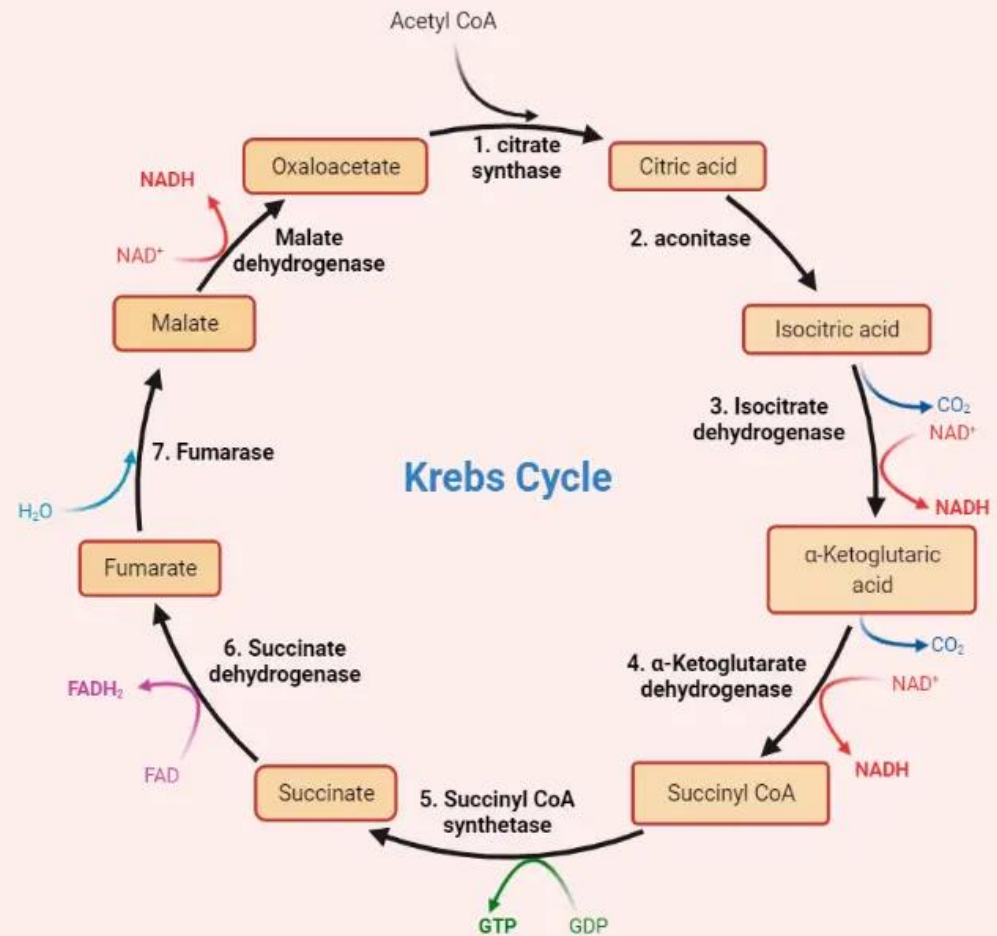 Acetyl CoA
1. citrate
synthase
Oxaloacetate
Citric acid
NADH
NAD⁺
Malate
dehydrogenase
2. aconitase
Malate
Isocitric acid
3. Isocitrate
dehydrogenase
CO₂
NAD⁺
NADH
7. Fumarase
Krebs Cycle
H₂O
Fumarate
α-Ketoglutaric
acid
CO₂
4. α-Ketoglutarate
dehydrogenase
NAD⁺
NADH
6. Succinate
dehydrogenase
FADH₂
FAD
Succinate
5. Succinyl CoA
synthetase
Succinyl CoA
GTP
GDP